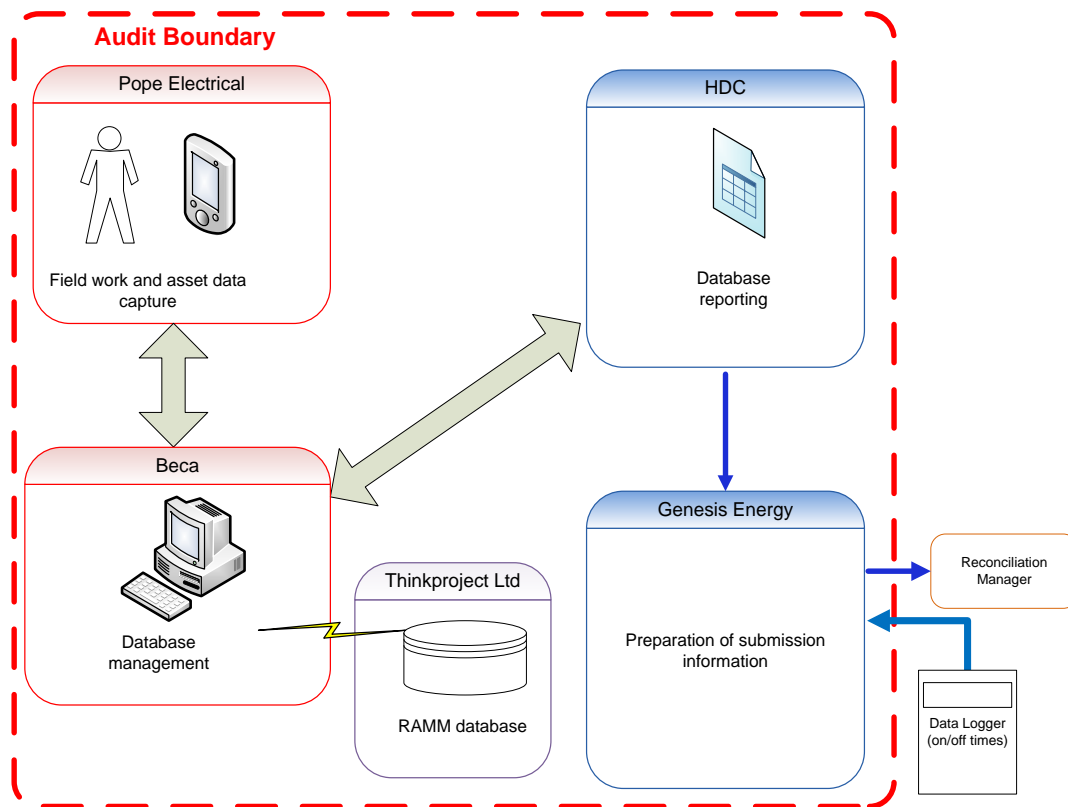 Audit Boundary
Pope Electrical
Field work and asset data
capture
HDC
Database
reporting
Beca
Database
management
Thinkproject Ltd
RAMM database
Genesis Energy
Preparation of submission
information
Reconciliation
Manager
Data Logger
(on/off times)